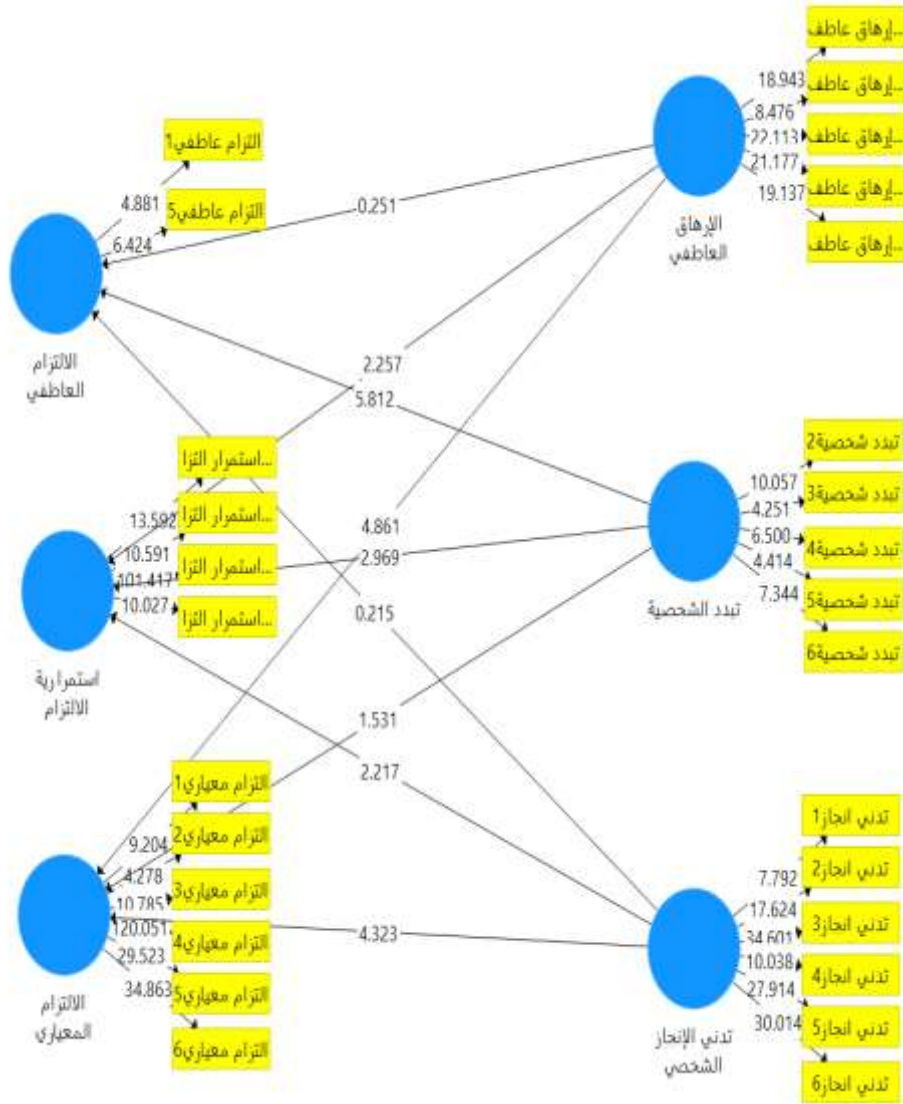 إرهاق عاطف...
18.943
إرهاق عاطف...
8.476
إرهاق عاطف...
22.113
إرهاق عاطف...
21.177
إرهاق عاطف...
19.137
الإرهاق
العاطفي
التزام عاطفي1
4.881
التزام عاطفي5
6.424
الالتزام
العاطفي
0.251
2.257
5.812
4.861
2.969
0.215
1.531
2.217
4.323
استمرار التزا...
13.592
استمرار التزا...
10.591
استمرار التزا...
101.417
استمرار التزا...
10.027
استمرارية
الالتزام
تبدد شخصية2
10.057
تبدد شخصية3
4.251
تبدد شخصية4
6.500
تبدد شخصية5
4.414
تبدد شخصية6
7.344
تبدد الشخصية
التزام معياري1
9.204
التزام معياري2
4.278
التزام معياري3
10.785
التزام معياري4
120.051
التزام معياري5
29.523
التزام معياري6
34.863
الالتزام
المعياري
تدني انجاز1
7.792
تدني انجاز2
17.624
تدني انجاز3
34.601
تدني انجاز4
10.038
تدني انجاز5
27.914
تدني انجاز6
30.014
تدني الإنجاز
الشخصي